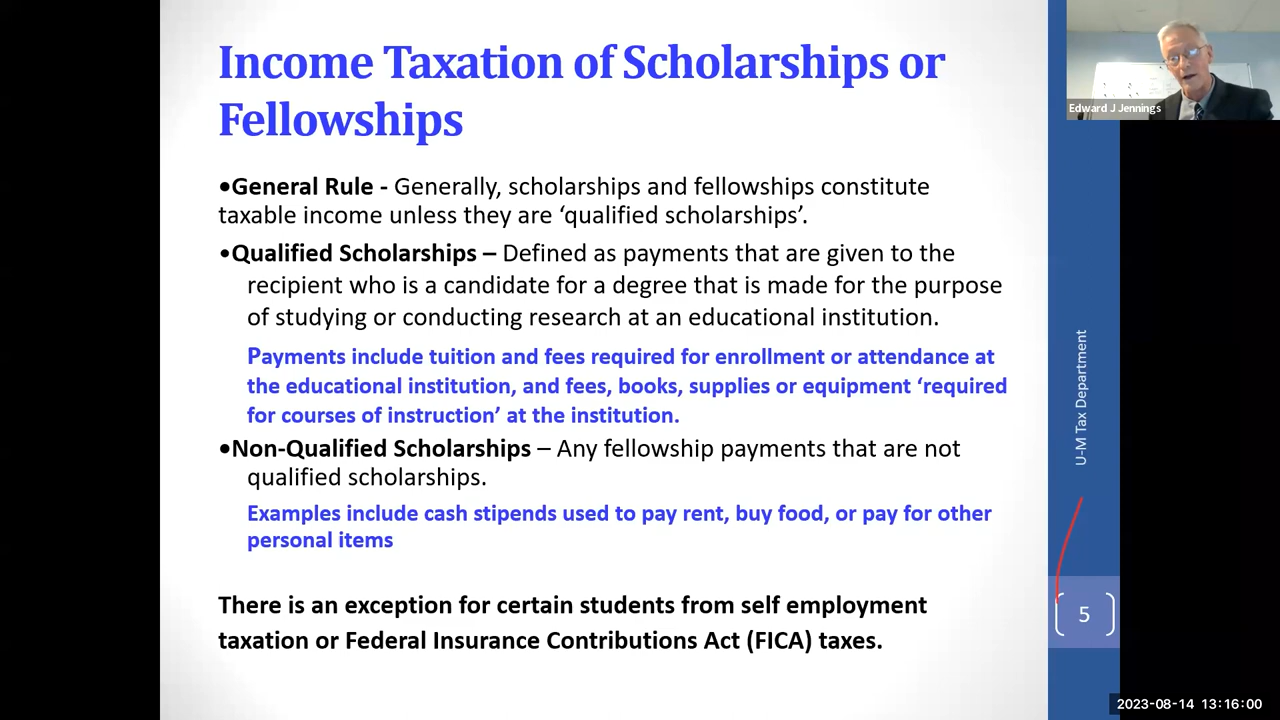 Income Taxation of Scholarships or
Fellowships
•General Rule - Generally, scholarships and fellowships constitute
taxable income unless they are ‘qualified scholarships’.
•Qualified Scholarships – Defined as payments that are given to the
recipient who is a candidate for a degree that is made for the purpose
of studying or conducting research at an educational institution.
Payments include tuition and fees required for enrollment or attendance at
the educational institution, and fees, books, supplies or equipment ‘required
for courses of instruction’ at the institution.
•Non-Qualified Scholarships – Any fellowship payments that are not
qualified scholarships.
Examples include cash stipends used to pay rent, buy food, or pay for other
personal items
There is an exception for certain students from self employment
taxation or Federal Insurance Contributions Act (FICA) taxes.
Edward J Jennings
U-M Tax Department
5
2023-08-14 13:16:00